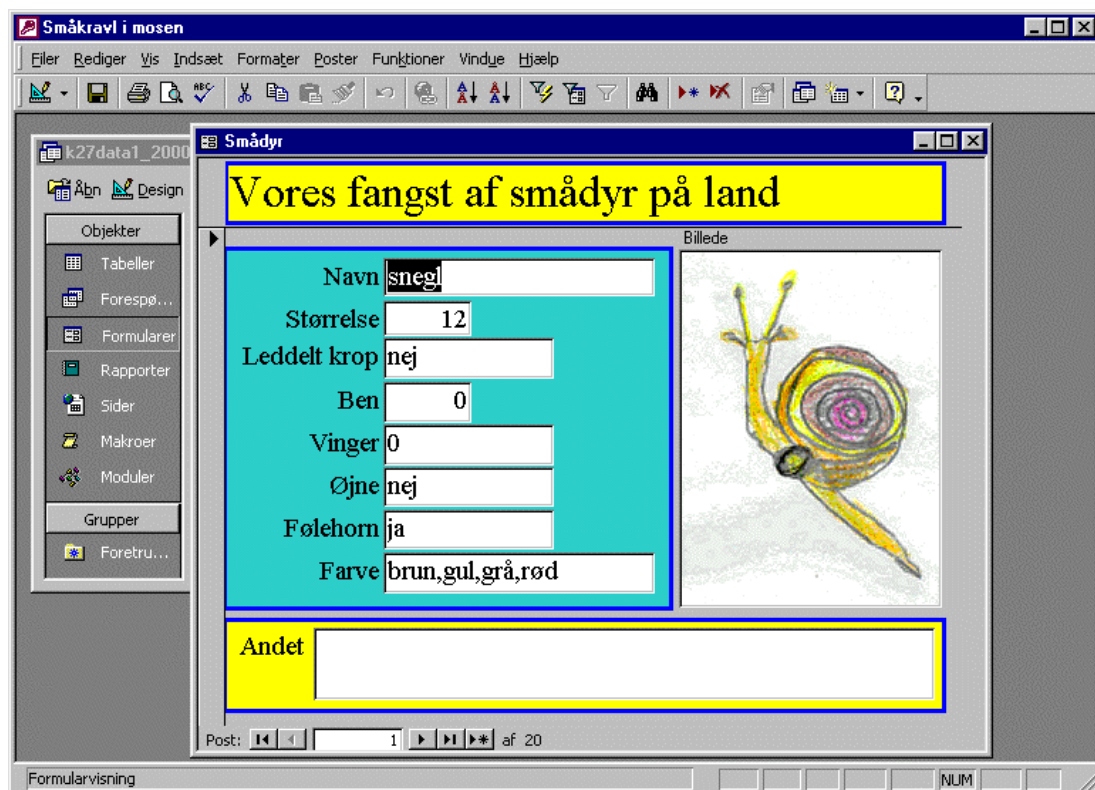 Småkravl i mosen
Filer Rediger Vis Indsæt Formater Poster Funktioner Vindue Hjælp
ABC
k27data1_2000
Åbn Design
Objekter
Tabeller
Forespø...
Formularer
Rapporter
Sider
Makroer
Moduler
Grupper
Foretru...
Smådyr
Vores fangst af smådyr på land
Billede
Navn snegl
Størrelse 12
Leddelt krop nej
Ben 0
Vinger 0
Øjne nej
Følehorn ja
Farve brun,gul,grå,rød
Andet
Post: 1 af 20
Formularvisning NUM